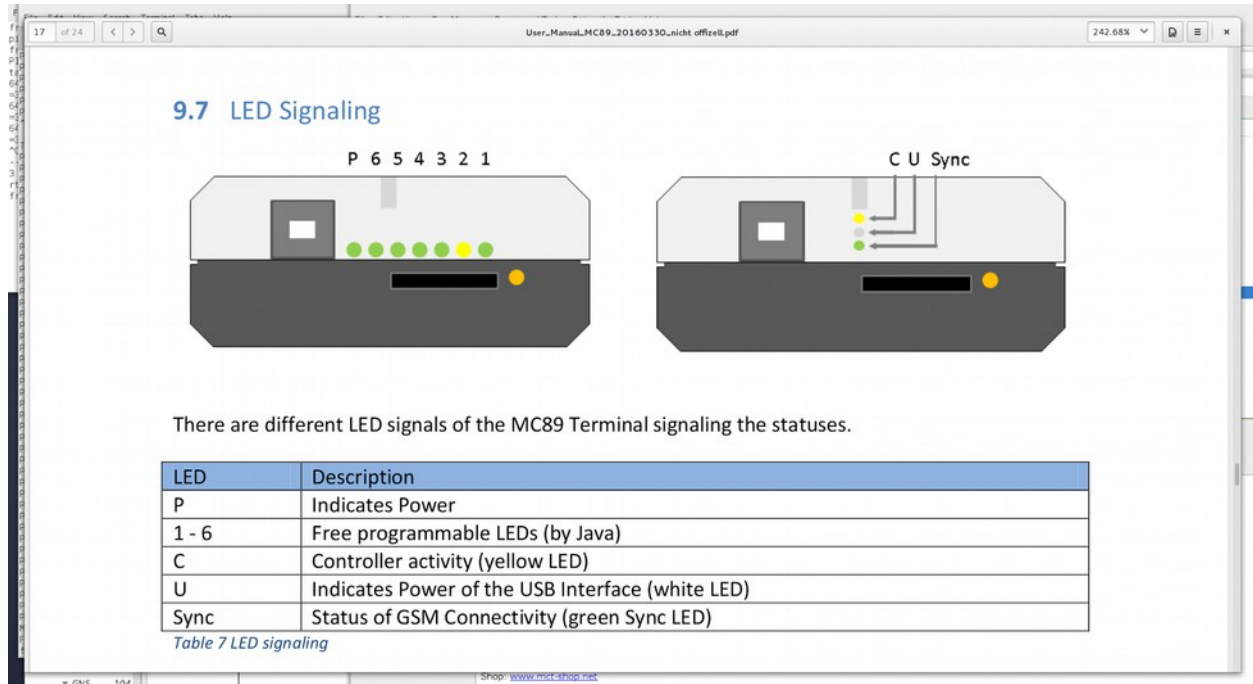 17 of 24 User_Manual_MC89_20160330_nicht offizell.pdf 242.68%
9.7 LED Signaling
P 6 5 4 3 2 1
C U Sync
There are different LED signals of the MC89 Terminal signaling the statuses.
LED Description
P Indicates Power
1 - 6 Free programmable LEDs (by Java)
C Controller activity (yellow LED)
U Indicates Power of the USB Interface (white LED)
Sync Status of GSM Connectivity (green Sync LED)
Table 7 LED signaling
GNS 104
Shop: www.mct-shop.net